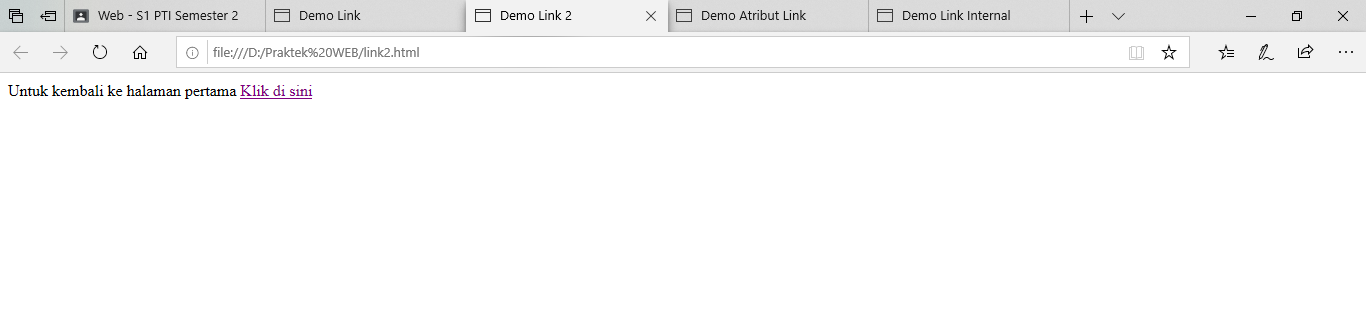 Web - S1 PTI Semester 2
Demo Link
Demo Link 2
Demo Atribut Link
Demo Link Internal
file:///D:/Praktek%20WEB/link2.html
Untuk kembali ke halaman pertama Klik di sini